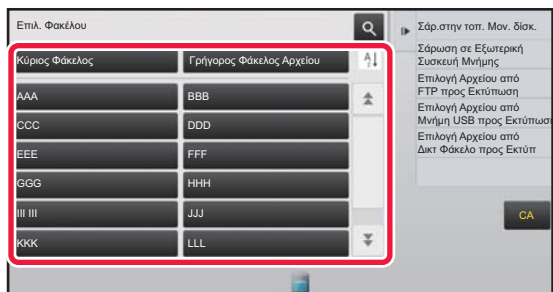 Επιλ. Φακέλου
Κύριος Φάκελος
Γρήγορος Φάκελος Αρχείου
AAA
BBB
CCC
DDD
EEE
FFF
GGG
HHH
III III
JJJ
KKK
LLL
Σάρ.στην τοπ. Μον. δίσκ.
Σάρωση σε Εξωτερική
Συσκευή Μνήμης
Επιλογή Αρχείου από
FTP προς Εκτύπωση
Επιλογή Αρχείου από
Μνήμη USB προς Εκτύπωσ
Επιλογή Αρχείου από
Δικτ Φάκελο προς Εκτύπ
CA